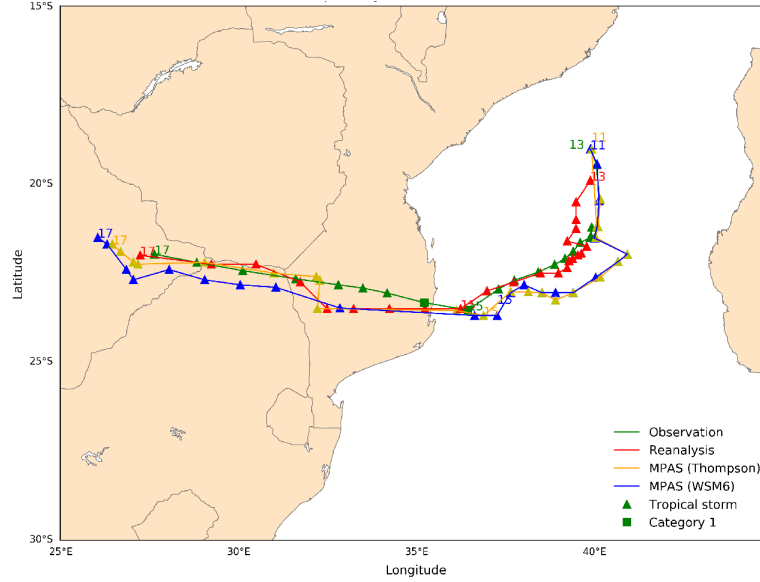 15°S
20°S
25°S
30°S
25°E
30°E
35°E
40°E
Latitude
Longitude
11
13
11
13
17
17
17
17
15
15
Observation
Reanalysis
MPAS (Thompson)
MPAS (WSM6)
Tropical storm
Category 1